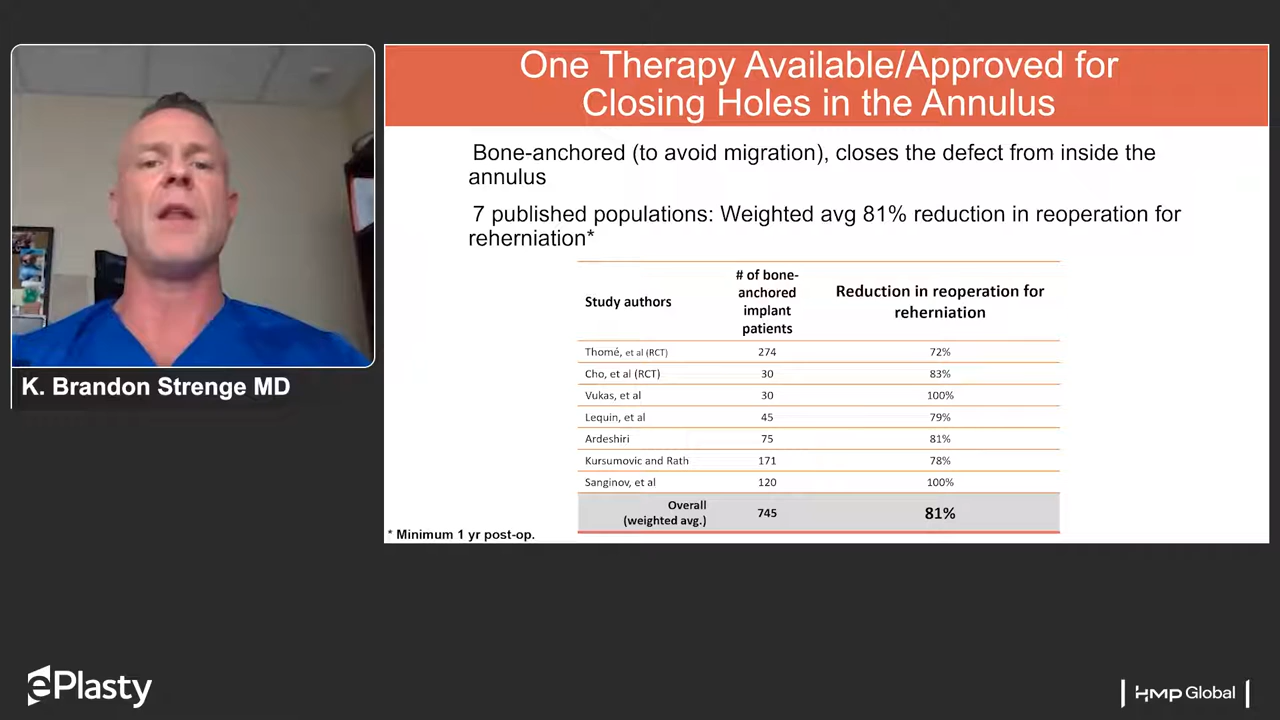 One Therapy Available/Approved for
Closing Holes in the Annulus
Bone-anchored (to avoid migration), closes the defect from inside the
annulus
7 published populations: Weighted avg 81% reduction in reoperation for
reherniation*
Study authors
# of bone-
anchored
implant
patients
Reduction in reoperation for
reherniation
Thomé, et al (RCT) 274 72%
Cho, et al (RCT) 30 83%
Vukas, et al 30 100%
Lequin, et al 45 79%
Ardeshiri 75 81%
Kursumovic and Rath 171 78%
Sanginov, et al 120 100%
Overall
(weighted avg.) 745 81%
* Minimum 1 yr post-op.
K. Brandon Strenge MD
ePlasty
HMP Global